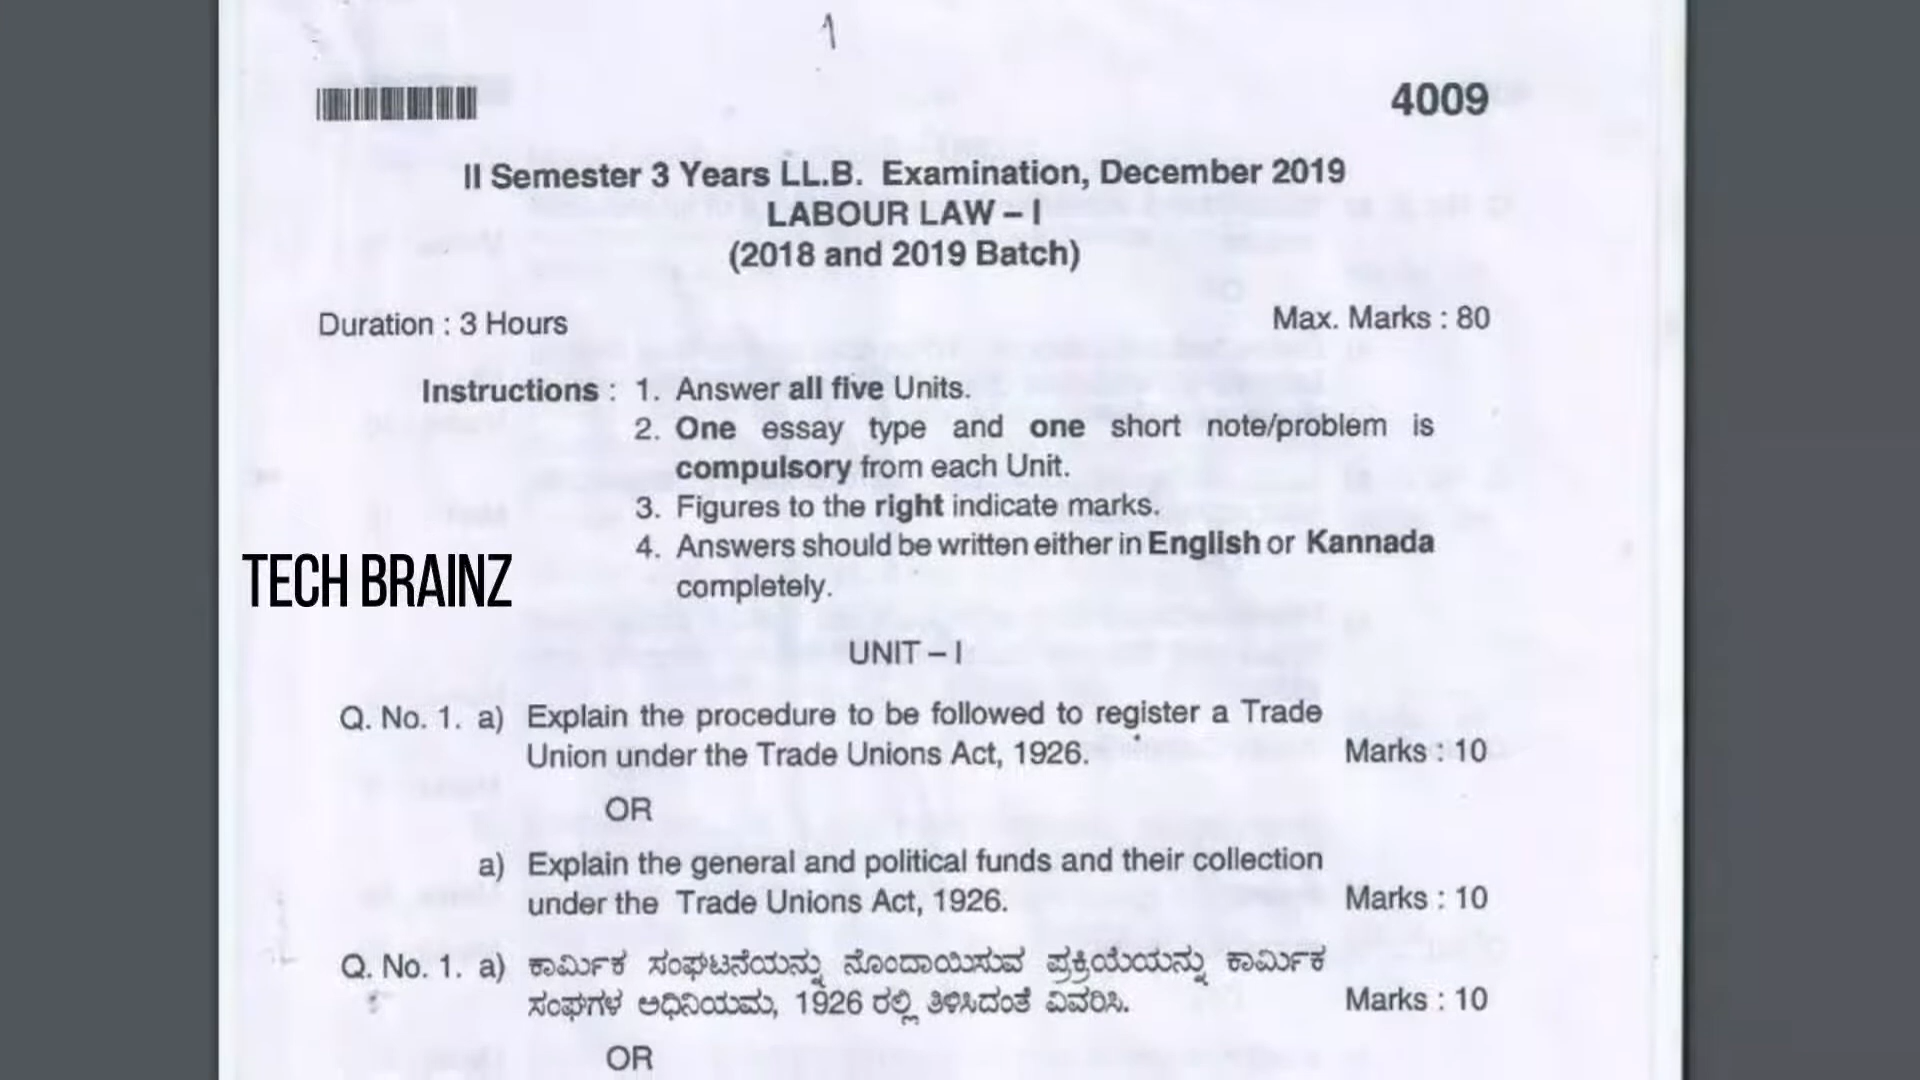 1
4009
II Semester 3 Years LL.B. Examination, December 2019
LABOUR LAW – I
(2018 and 2019 Batch)
Duration : 3 Hours Max. Marks : 80
Instructions : 1. Answer all five Units.
2. One essay type and one short note/problem is
compulsory from each Unit.
3. Figures to the right indicate marks.
4. Answers should be written either in English or Kannada
completely.
TECH BRAINZ
UNIT – I
Q. No. 1. a) Explain the procedure to be followed to register a Trade
Union under the Trade Unions Act, 1926. Marks : 10
OR
a) Explain the general and political funds and their collection
under the Trade Unions Act, 1926. Marks : 10
Q. No. 1. a) ಕಾರ್ಮಿಕ ಸಂಘಟನೆಯನ್ನು ನೊಂದಾಯಿಸುವ ಪ್ರಕ್ರಿಯೆಯನ್ನು ಕಾರ್ಮಿಕ
ಸಂಘಗಳ ಅಧಿನಿಯಮ, 1926 ರಲ್ಲಿ ತಿಳಿಸಿದಂತೆ ವಿವರಿಸಿ. Marks : 10
OR